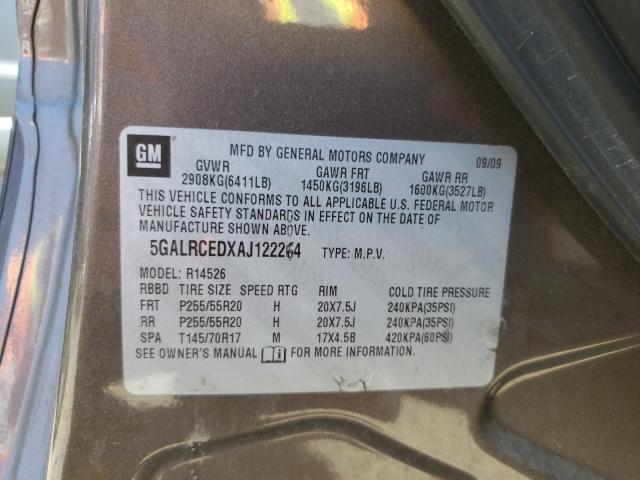 GM
MFD BY GENERAL MOTORS COMPANY 09/09
GVWR GAWR FRT GAWR RR
2908KG(6411LB) 1450KG(3196LB) 1600KG(3527LB)
THIS VEHICLE CONFORMS TO ALL APPLICABLE U.S. FEDERAL MOTOR
VEHICLE SAFETY STANDARDS IN EFFECT ON THE DATE OF
MANUFACTURE SHOWN ABOVE.
5GALRCEDXAJ122264 TYPE: M.P.V.
MODEL: R14526
RBBD TIRE SIZE SPEED RTG RIM COLD TIRE PRESSURE
FRT P255/55R20 H 20X7.5J 240KPA(35PSI)
RR P255/55R20 H 20X7.5J 240KPA(35PSI)
SPA T145/70R17 M 17X4.5B 420KPA(60PSI)
SEE OWNER'S MANUAL FOR MORE INFORMATION.